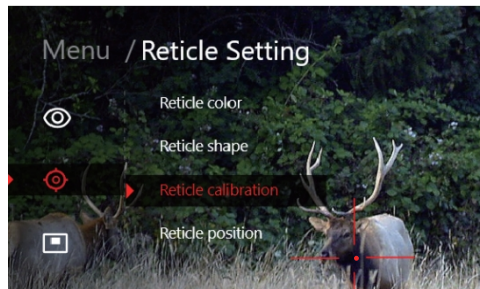 Menu / Reticle Setting
Reticle color
Reticle shape
Reticle calibration
Reticle position